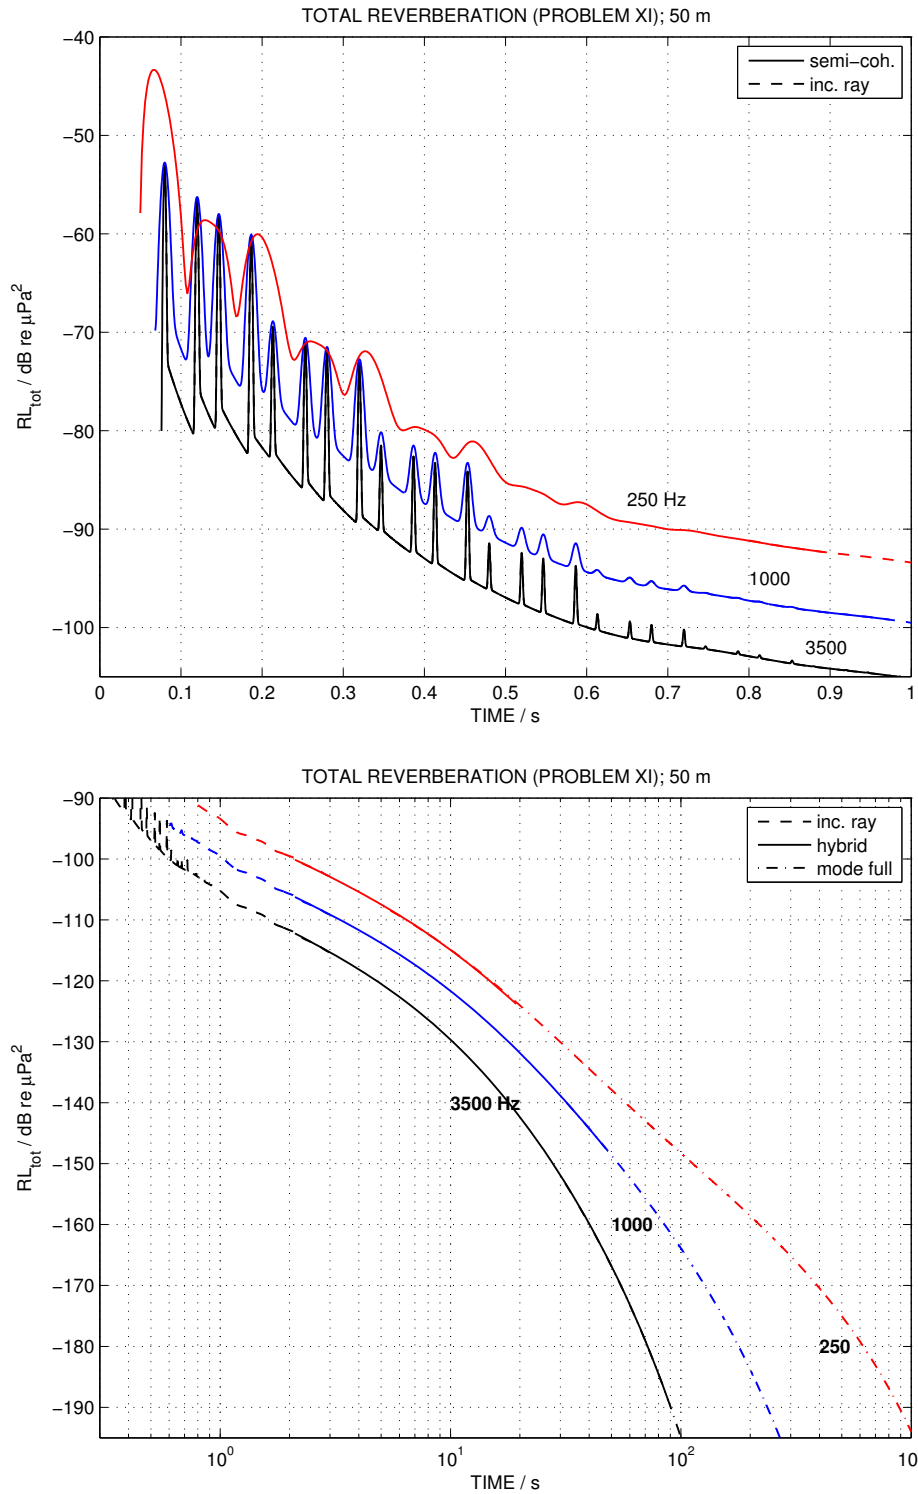 TOTAL REVERBERATION (PROBLEM XI); 50 m
−40
−50
−60
−70
−80
−90
−100
RL_tot / dB re μPa²
semi−coh.
inc. ray
250 Hz
1000
3500
0 0.1 0.2 0.3 0.4 0.5 0.6 0.7 0.8 0.9 1
TIME / s
TOTAL REVERBERATION (PROBLEM XI); 50 m
−90
−100
−110
−120
−130
−140
−150
−160
−170
−180
−190
RL_tot / dB re μPa²
inc. ray
hybrid
mode full
3500 Hz
1000
250
10⁰ 10¹ 10² 10
TIME / s